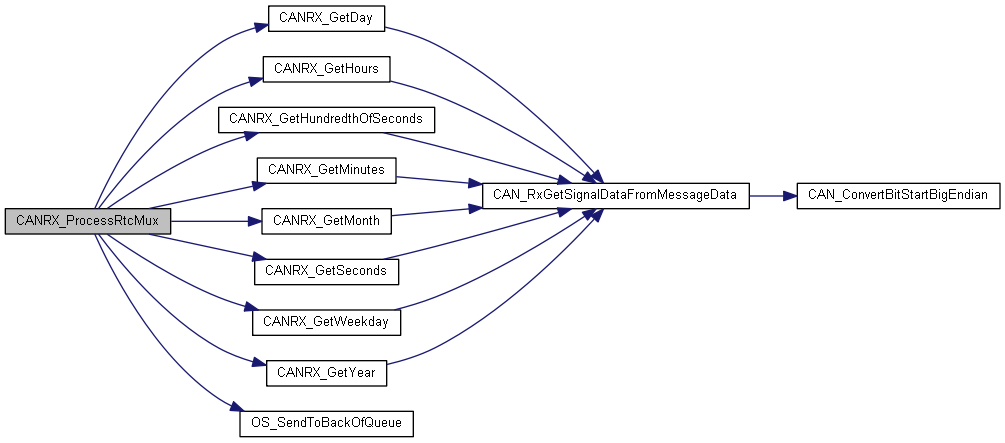 CANRX_ProcessRtcMux
CANRX_GetDay
CANRX_GetHours
CANRX_GetHundredthOfSeconds
CANRX_GetMinutes
CANRX_GetMonth
CANRX_GetSeconds
CANRX_GetWeekday
CANRX_GetYear
OS_SendToBackOfQueue
CAN_RxGetSignalDataFromMessageData
CAN_ConvertBitStartBigEndian